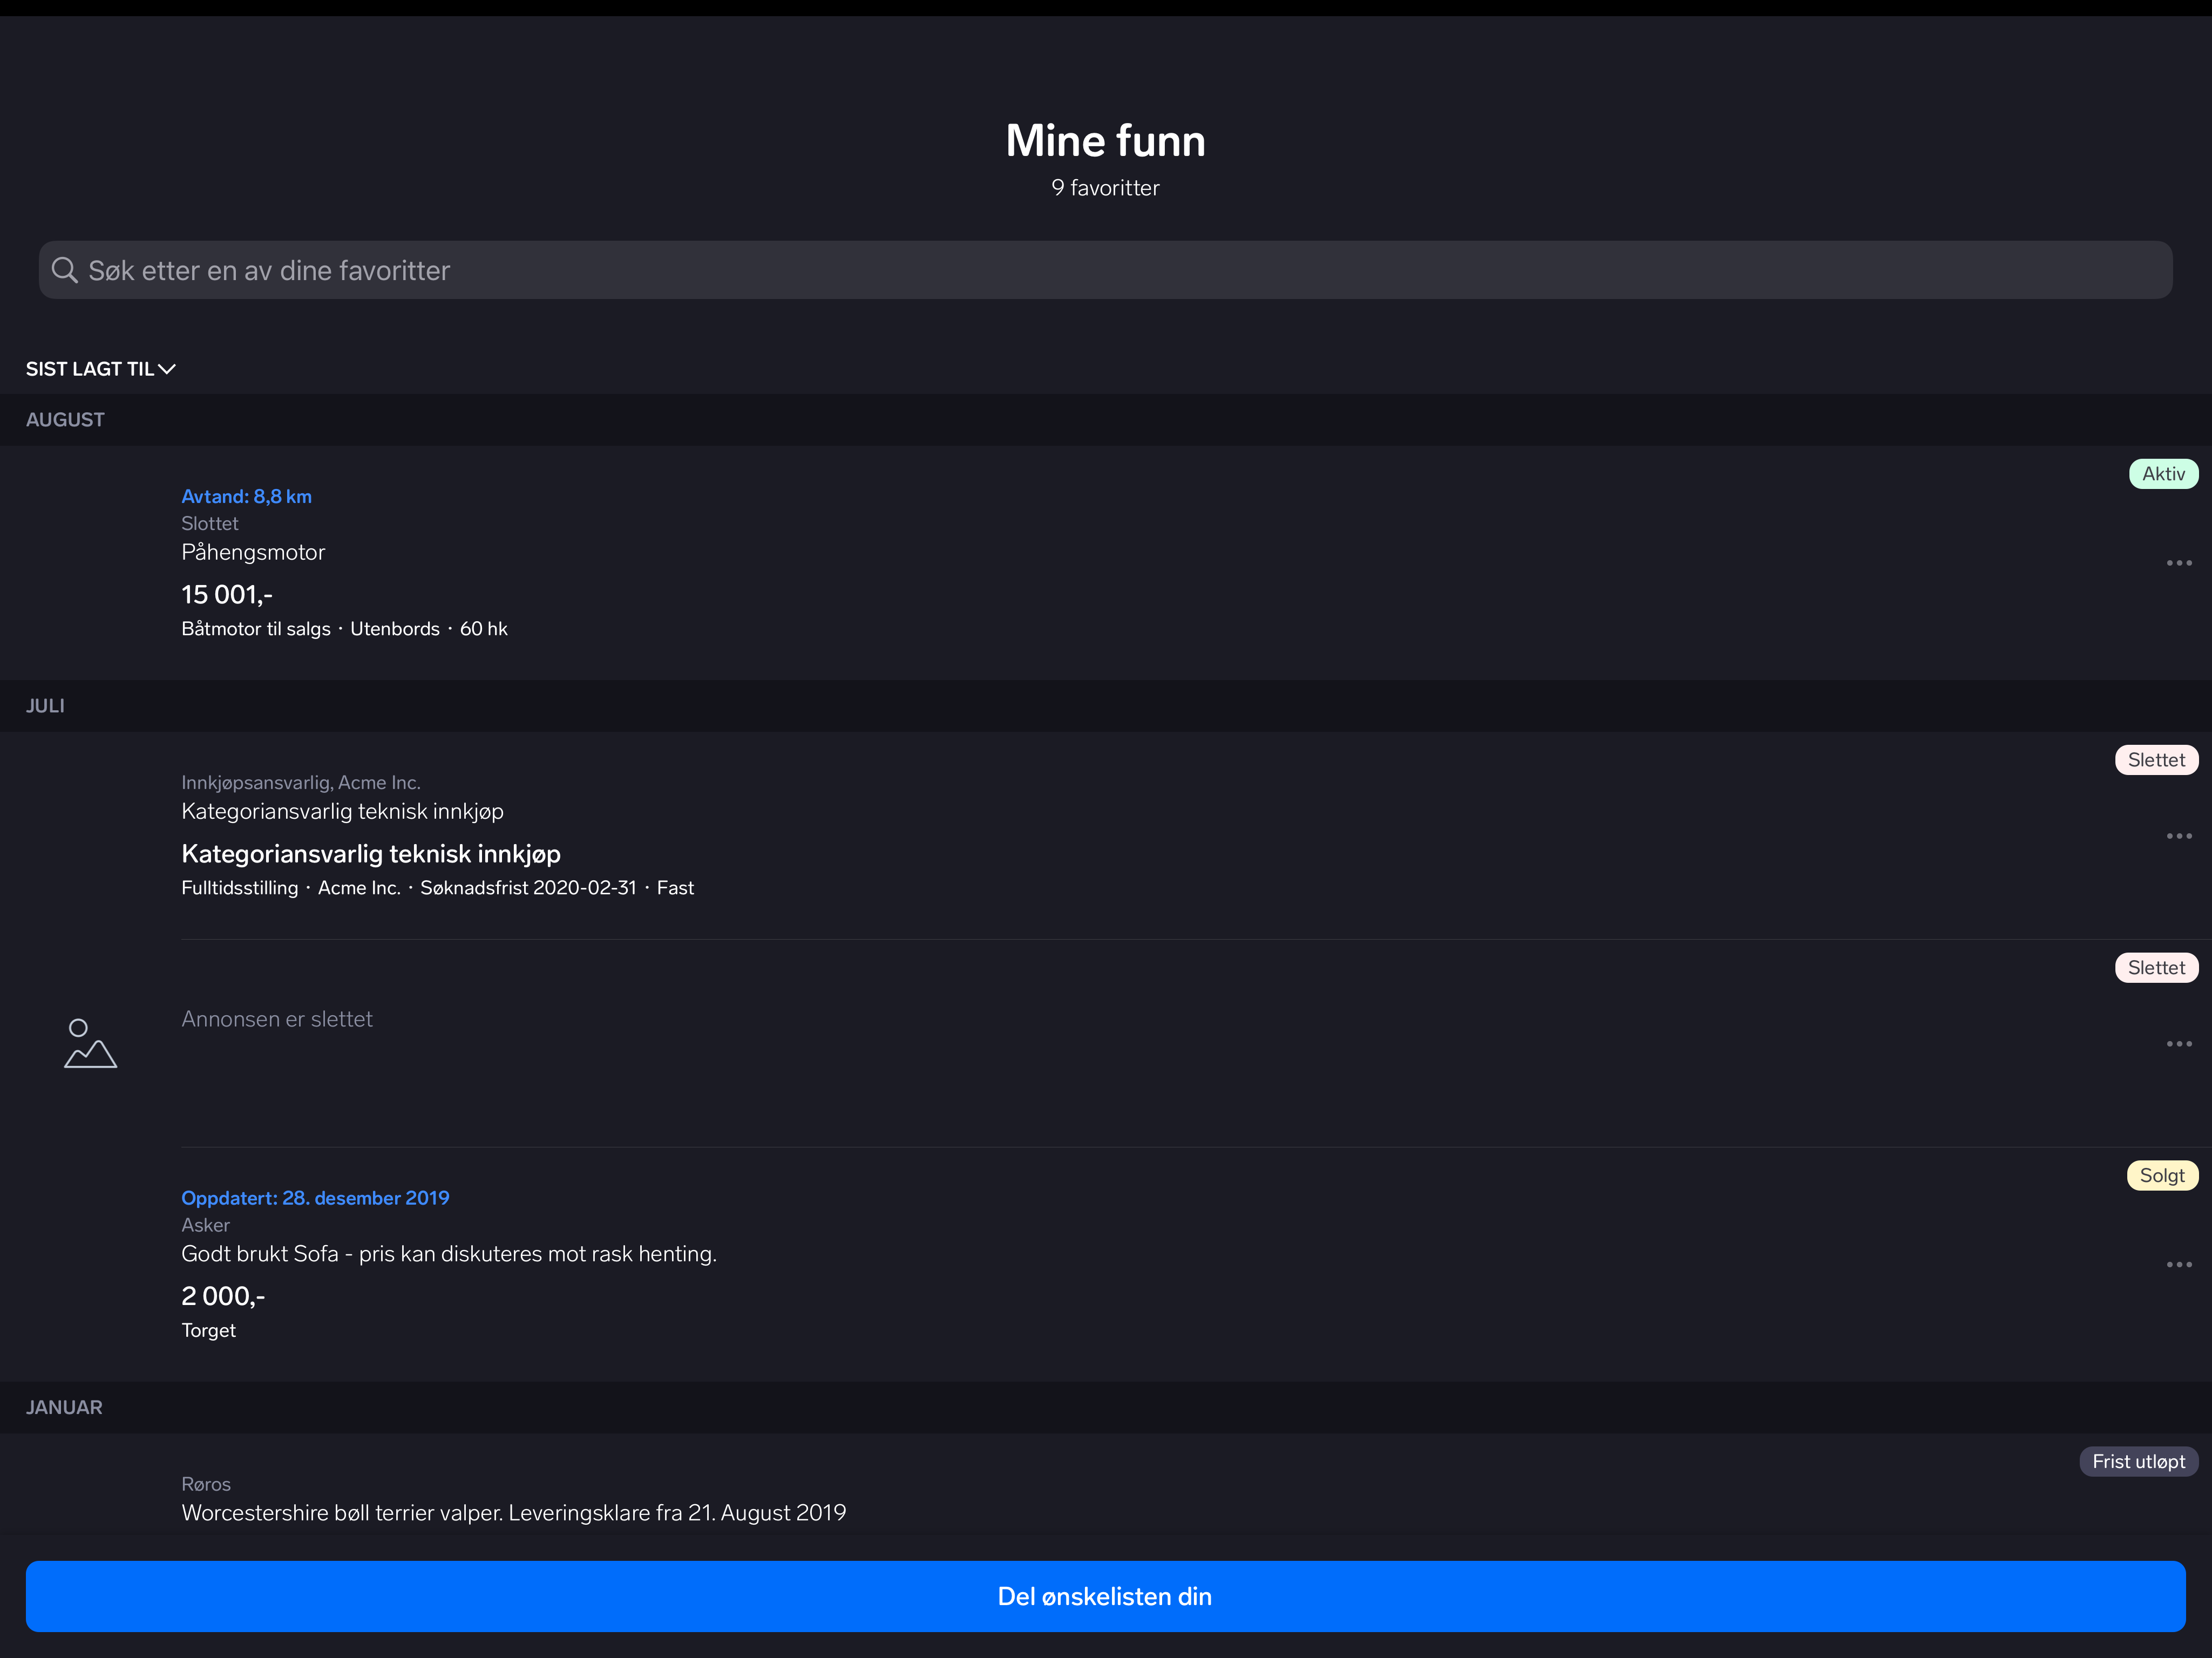 Mine funn
9 favoritter
Søk etter en av dine favoritter
SIST LAGT TIL
AUGUST
Aktiv
Avtand: 8,8 km
Slottet
Påhengsmotor
15 001,-
Båtmotor til salgs · Utenbords · 60 hk
JULI
Slettet
Innkjøpsansvarlig, Acme Inc.
Kategoriansvarlig teknisk innkjøp
Kategoriansvarlig teknisk innkjøp
Fulltidsstilling · Acme Inc. · Søknadsfrist 2020-02-31 · Fast
Slettet
Annonsen er slettet
Solgt
Oppdatert: 28. desember 2019
Asker
Godt brukt Sofa - pris kan diskuteres mot rask henting.
2 000,-
Torget
JANUAR
Frist utløpt
Røros
Worcestershire bøll terrier valper. Leveringsklare fra 21. August 2019
Del ønskelisten din